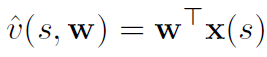 v̂(s, w) = w⊤x(s)